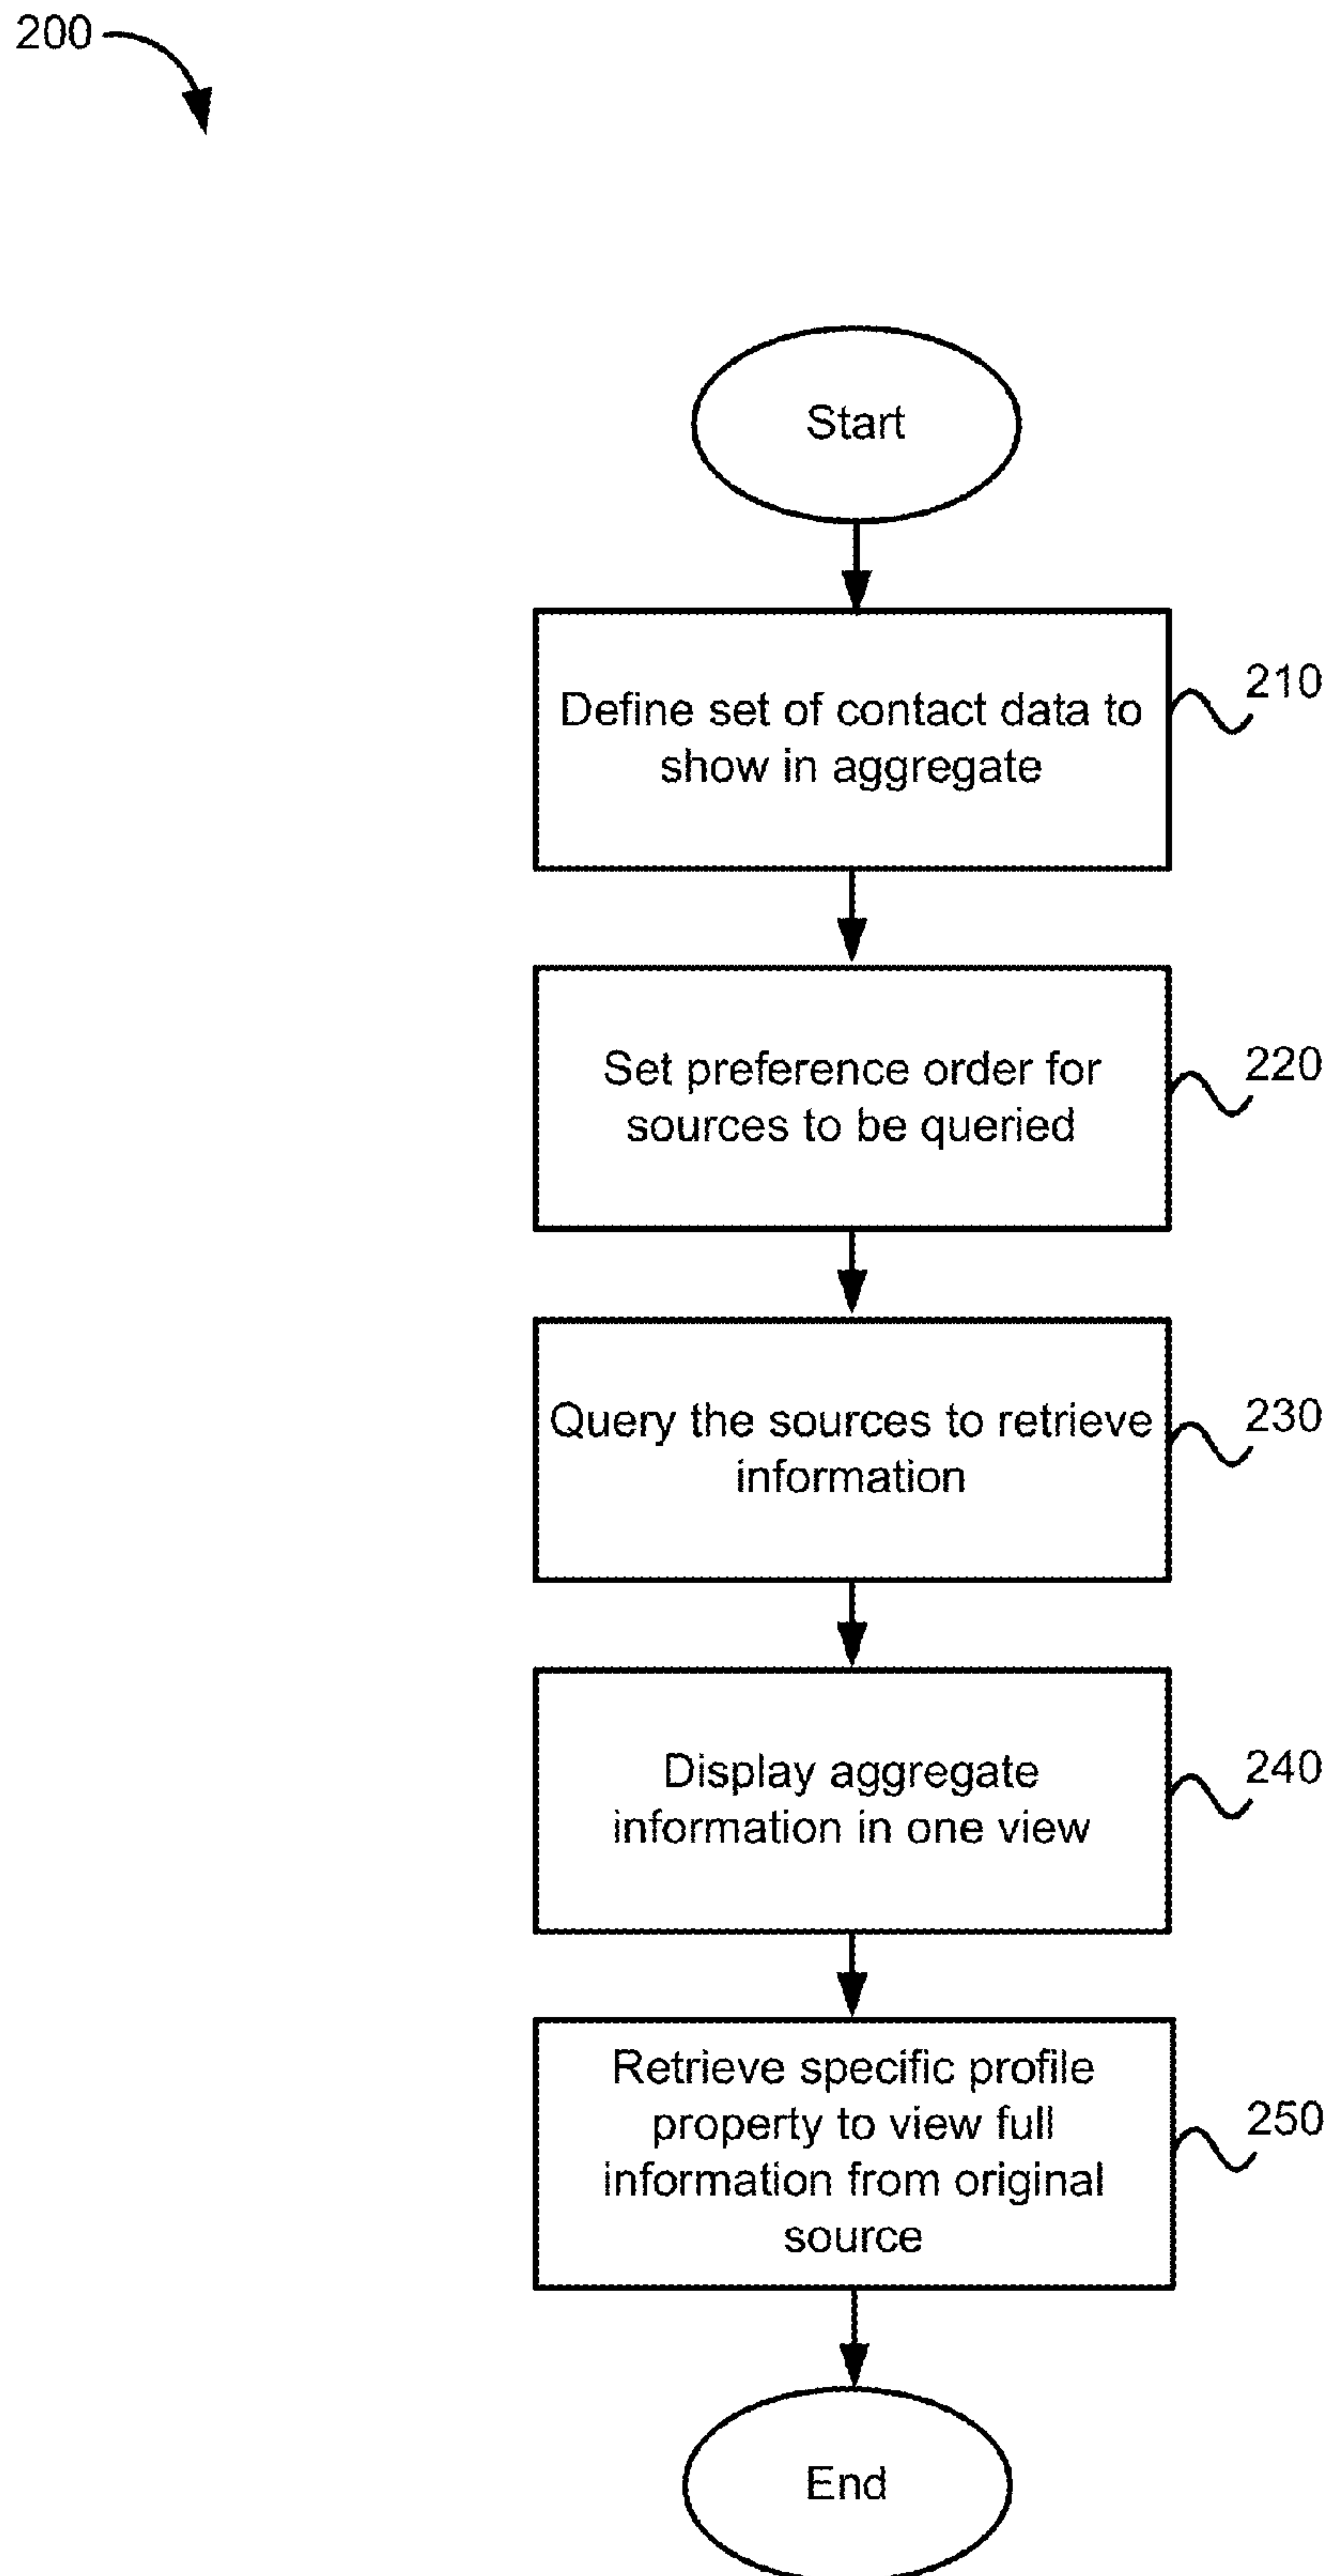 200
Start
Define set of contact data to
show in aggregate
210
Set preference order for
sources to be queried
220
Query the sources to retrieve
information
230
Display aggregate
information in one view
240
Retrieve specific profile
property to view full
information from original
source
250
End